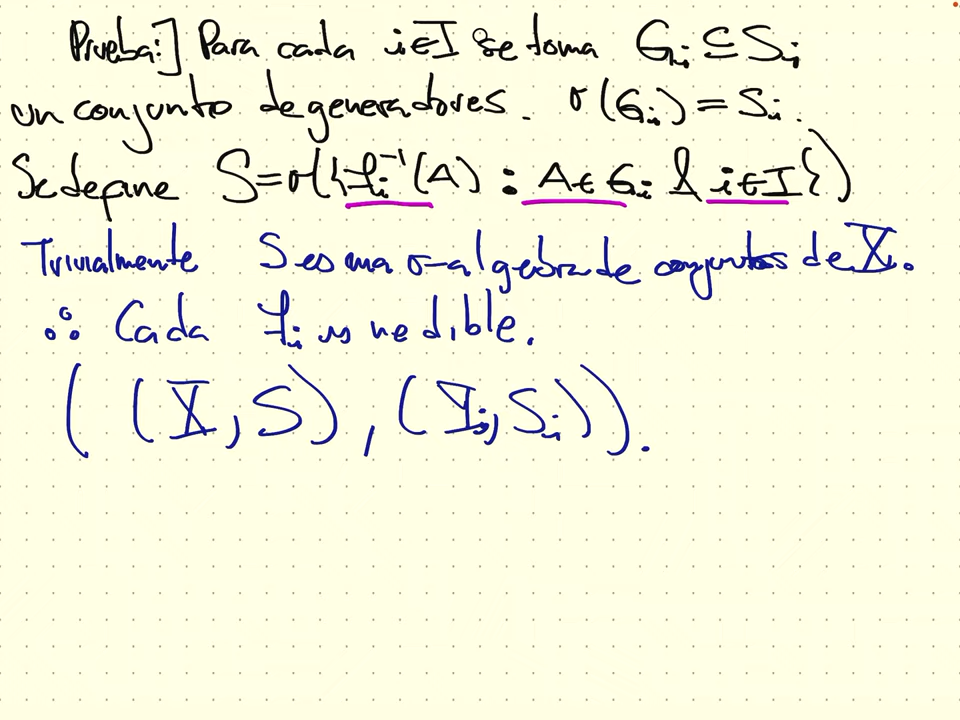 Prueba:] Para cada i∈I se toma Gᵢ ⊆ Sᵢ
un conjunto de generadores. σ(Gᵢ) = Sᵢ.
Se define S=σ({fᵢ⁻¹(A) : A∈Gᵢ & i∈I})
Trivialmente S es una σ-algebra de conjuntos de X.
∴ Cada fᵢ es medible.
((X,S), (Yᵢ,Sᵢ)).